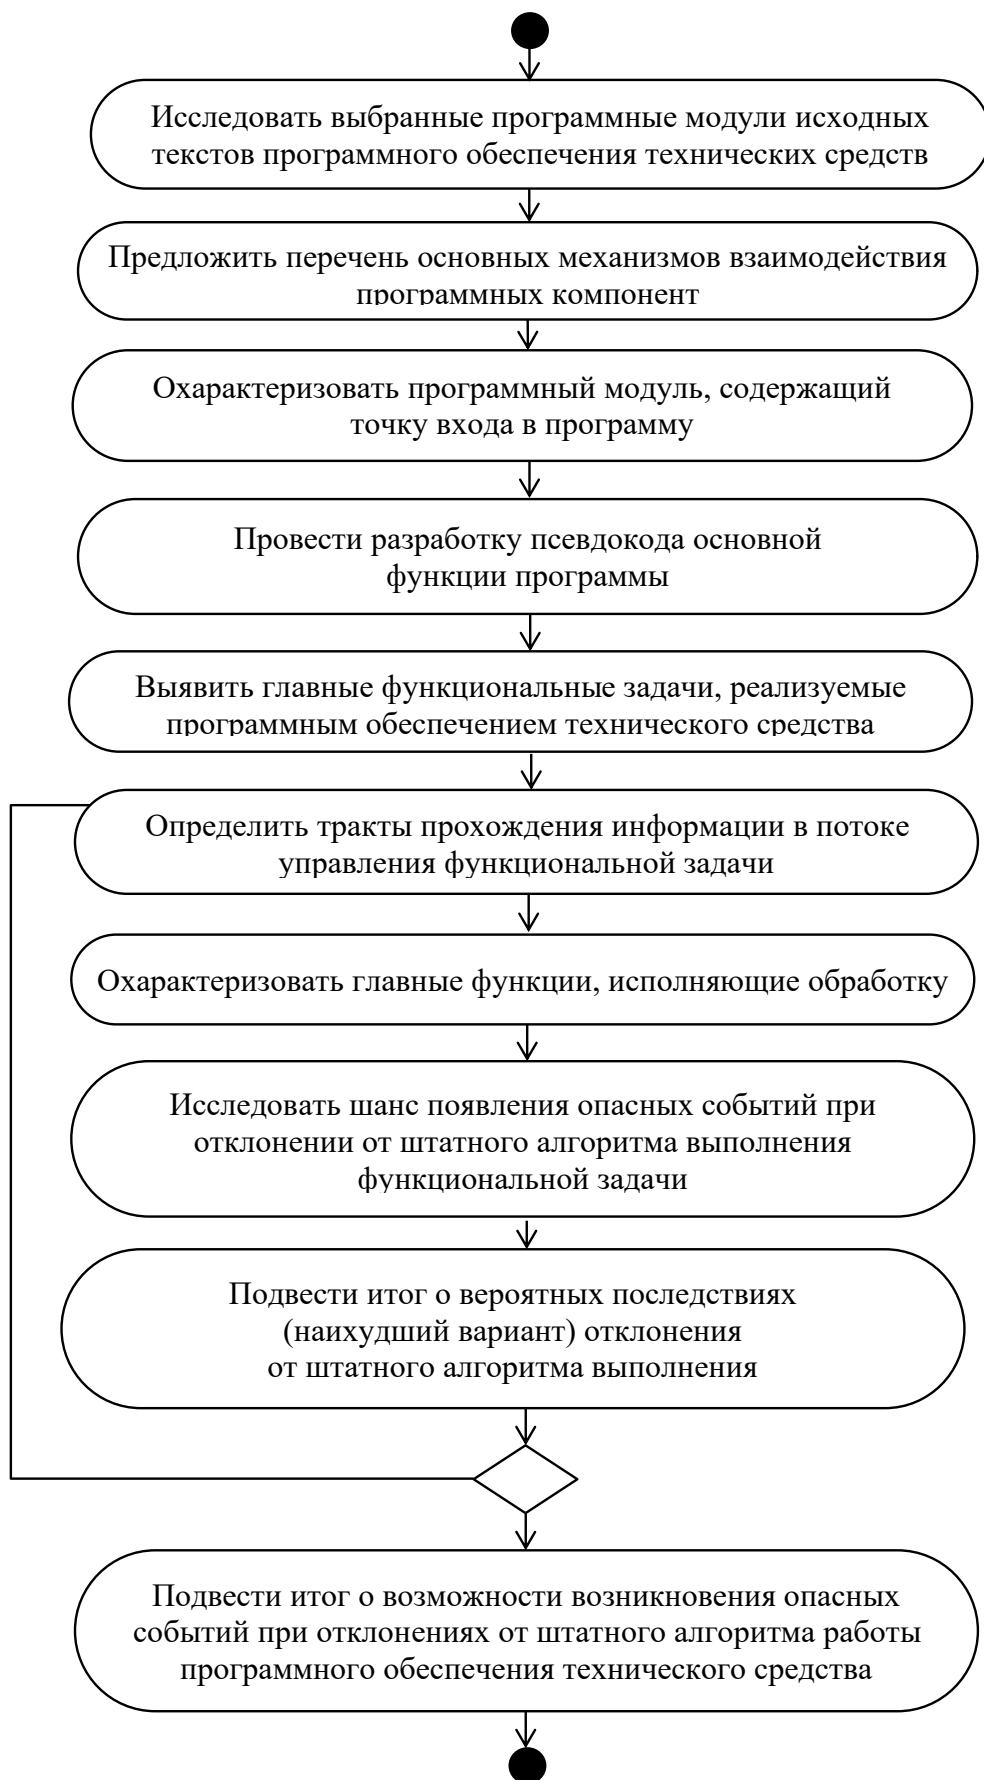 Исследовать выбранные программные модули исходных
текстов программного обеспечения технических средств
Предложить перечень основных механизмов взаимодействия
программных компонент
Охарактеризовать программный модуль, содержащий
точку входа в программу
Провести разработку псевдокода основной
функции программы
Выявить главные функциональные задачи, реализуемые
программным обеспечением технического средства
Определить тракты прохождения информации в потоке
управления функциональной задачи
Охарактеризовать главные функции, исполняющие обработку
Исследовать шанс появления опасных событий при
отклонении от штатного алгоритма выполнения
функциональной задачи
Подвести итог о вероятных последствиях
(наихудший вариант) отклонения
от штатного алгоритма выполнения
Подвести итог о возможности возникновения опасных
событий при отклонениях от штатного алгоритма работы
программного обеспечения технического средства